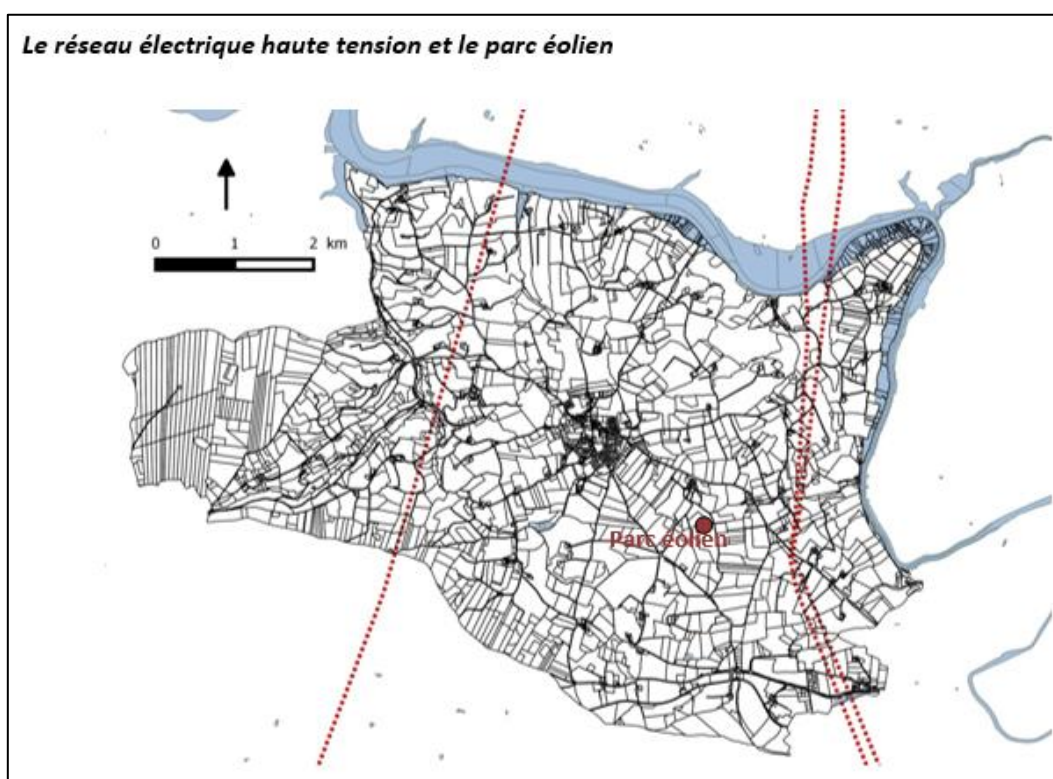 Le réseau électrique haute tension et le parc éolien
0 1 2 km
Parc éolien